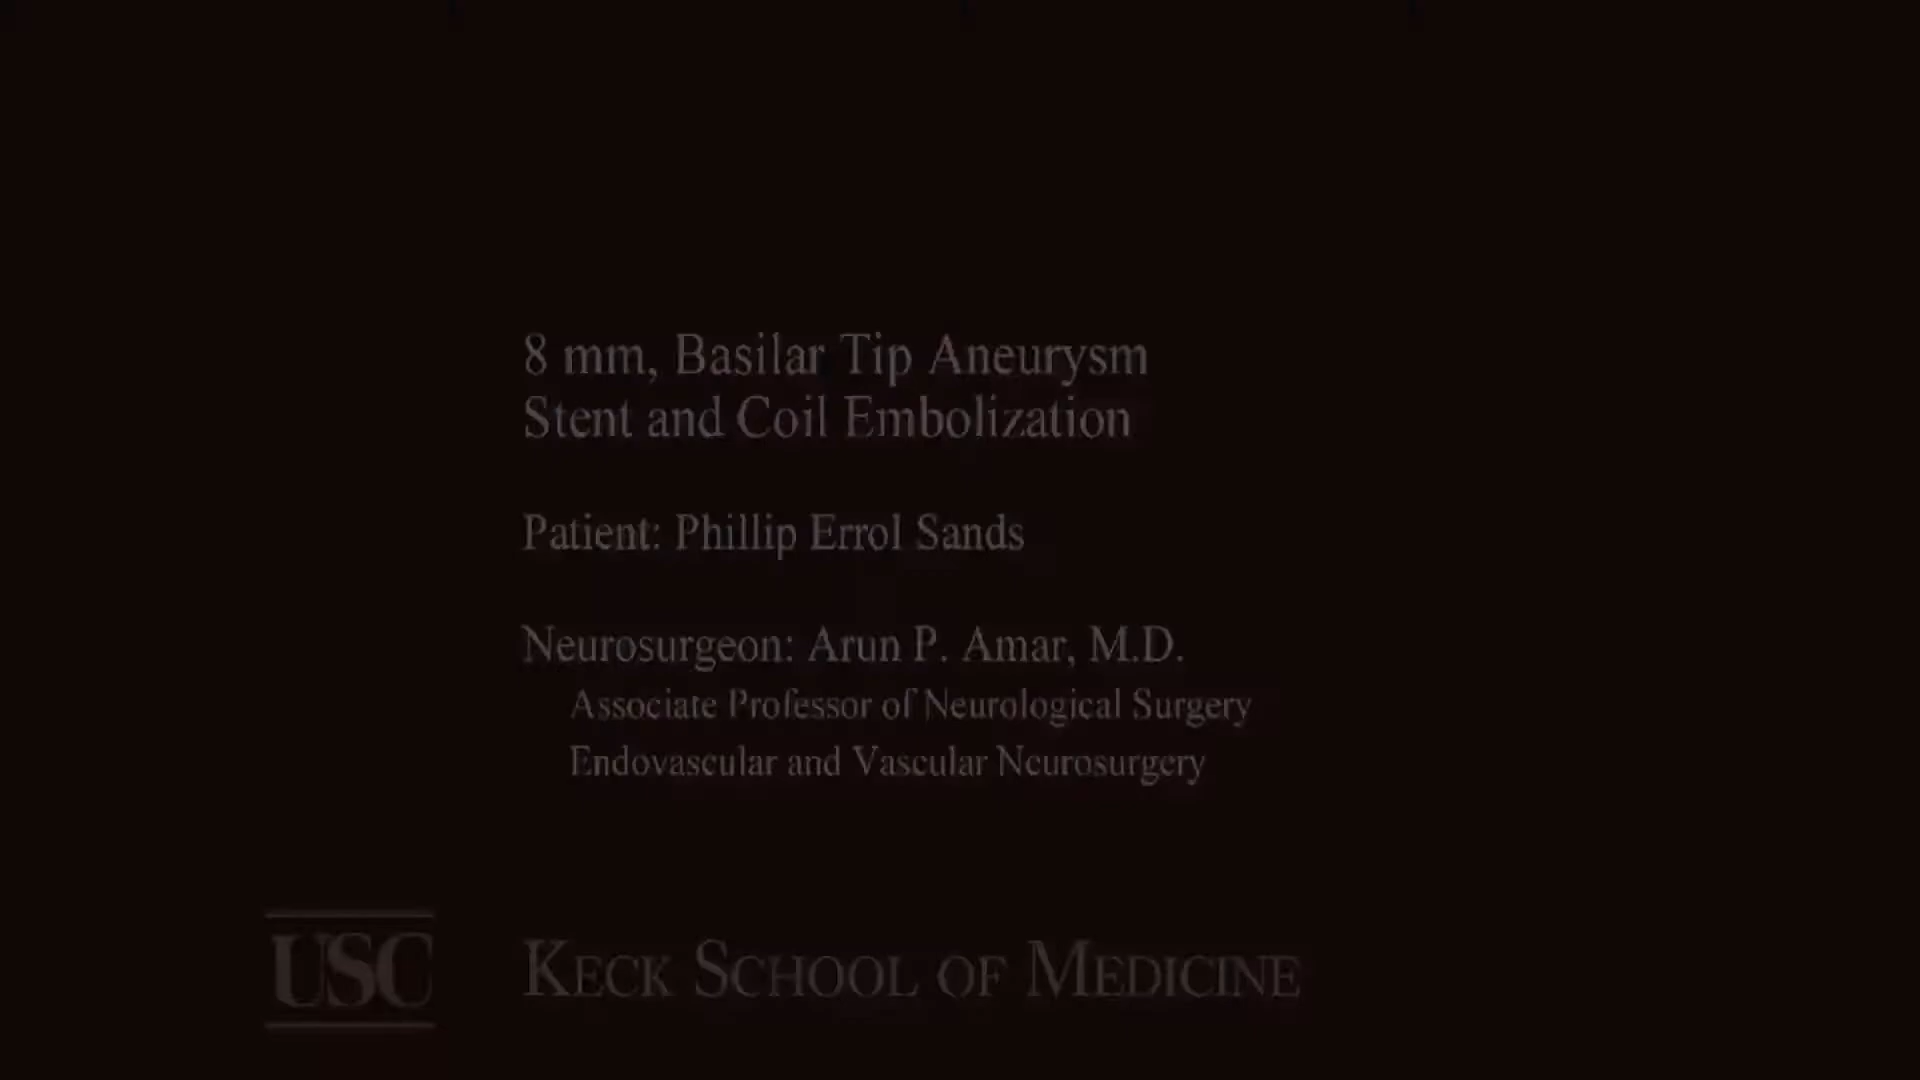 8 mm, Basilar Tip Aneurysm
Stent and Coil Embolization
Patient: Phillip Errol Sands
Neurosurgeon: Arun P. Amar, M.D.
Associate Professor of Neurological Surgery
Endovascular and Vascular Neurosurgery
USC KECK SCHOOL OF MEDICINE